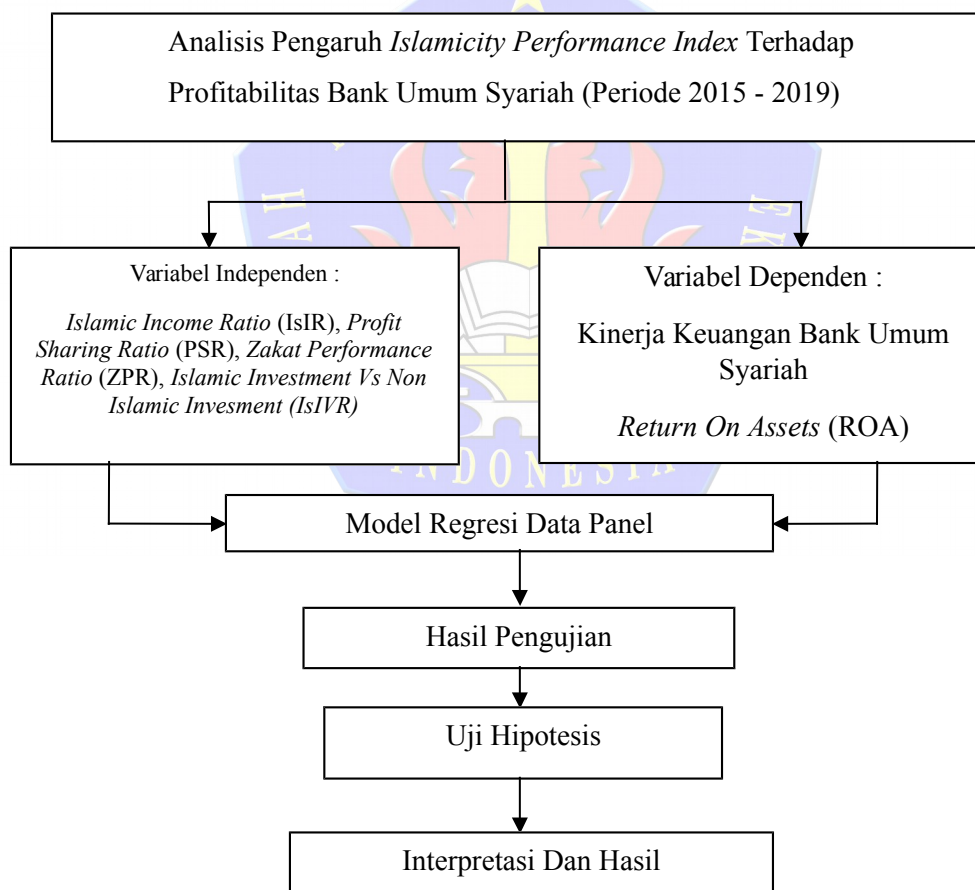 Analisis Pengaruh Islamicity Performance Index Terhadap
Profitabilitas Bank Umum Syariah (Periode 2015 - 2019)
Variabel Independen :
Islamic Income Ratio (IsIR), Profit
Sharing Ratio (PSR), Zakat Performance
Ratio (ZPR), Islamic Investment Vs Non
Islamic Invesment (IsIVR)
Variabel Dependen :
Kinerja Keuangan Bank Umum
Syariah
Return On Assets (ROA)
INDONESIA
Model Regresi Data Panel
Hasil Pengujian
Uji Hipotesis
Interpretasi Dan Hasil